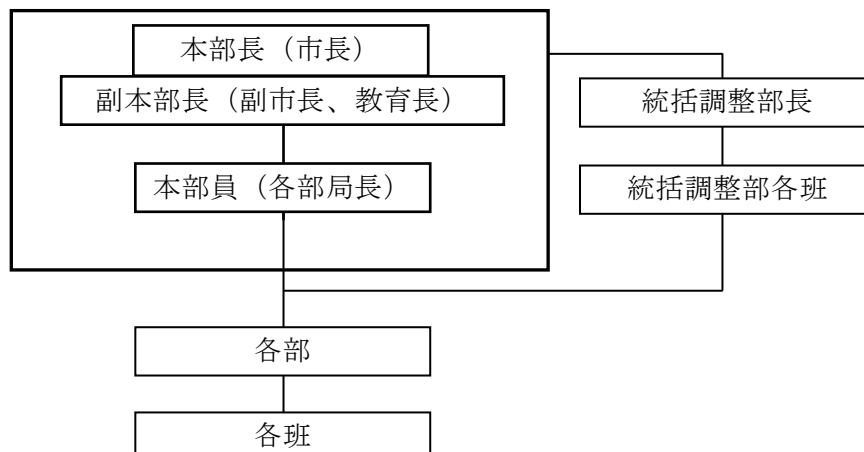 本部長（市長）
副本部長（副市長、教育長）
本部員（各部局長）
統括調整部長
統括調整部各班
各部
各班